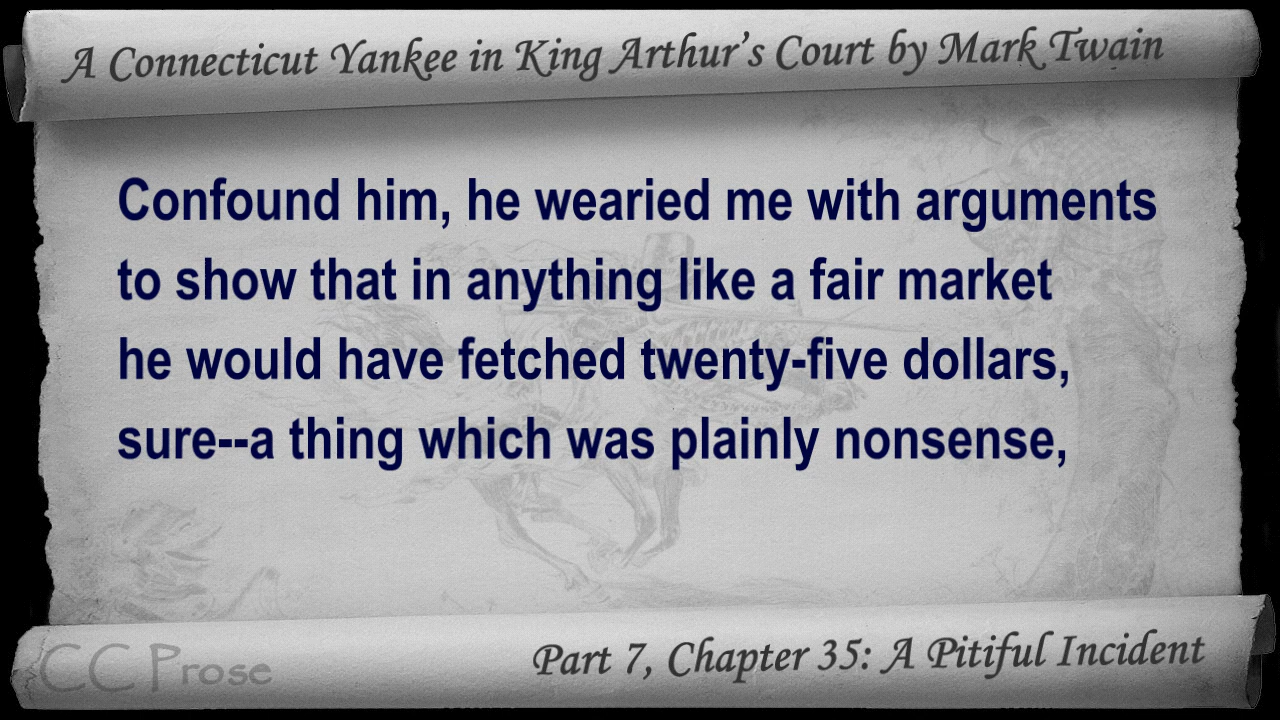 A Connecticut Yankee in King Arthur's Court by Mark Twain
Confound him, he wearied me with arguments
to show that in anything like a fair market
he would have fetched twenty-five dollars,
sure--a thing which was plainly nonsense,
CC Prose
Part 7, Chapter 35: A Pitiful Incident